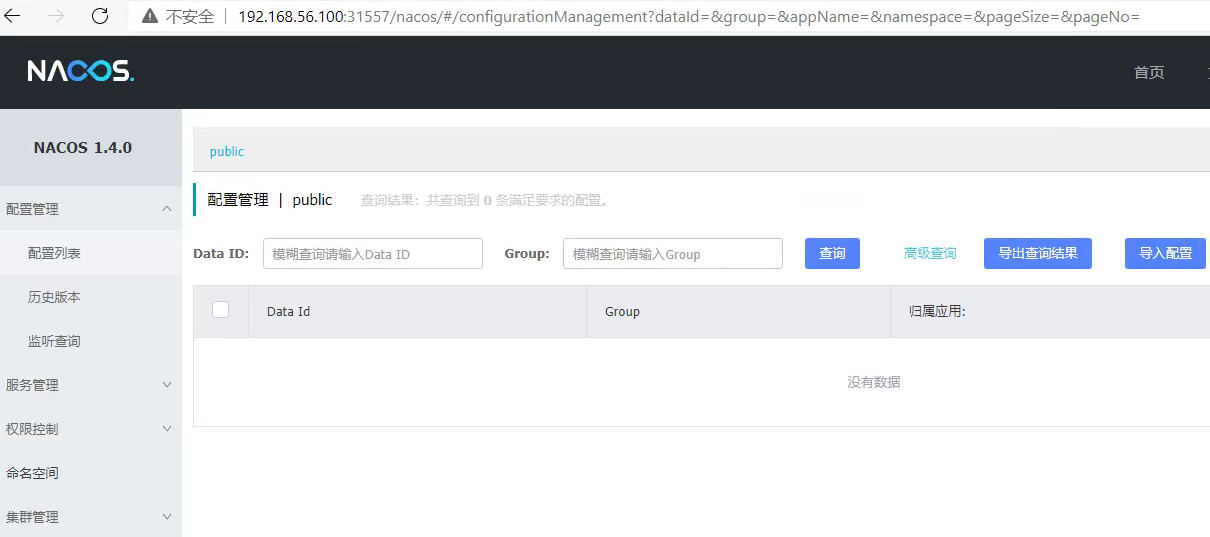 不安全 | 192.168.56.100:31557/nacos/#/configurationManagement?dataId=&group=&appName=&namespace=&pageSize=&pageNo=
NACOS.
首页
NACOS 1.4.0
public
配置管理
配置管理 | public 查询结果：共查询到 0 条满足要求的配置。
配置列表
Data ID: 模糊查询请输入Data ID Group: 模糊查询请输入Group 查询 高级查询 导出查询结果 导入配置
历史版本
Data Id Group 归属应用:
监听查询
服务管理
没有数据
权限控制
命名空间
集群管理